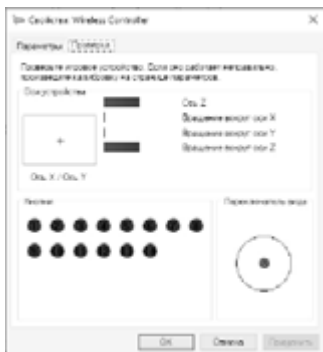 Свойства: Wireless Controller
Параметры Проверка
Проверьте игровое устройство. Если оно работает неправильно,
произведите калибровку на странице параметров.
Оси устройства
Ось Z
Вращение вокруг оси X
Вращение вокруг оси Y
Вращение вокруг оси Z
Ось X / Ось Y
Кнопки
Переключатель вида
OK Отмена Применить